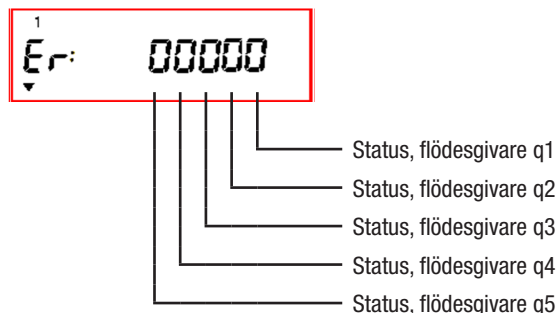 1
Er: 00000
Status, flödesgivare q1
Status, flödesgivare q2
Status, flödesgivare q3
Status, flödesgivare q4
Status, flödesgivare q5